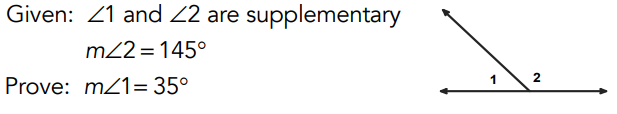 Given: ∠1 and ∠2 are supplementary
m∠2 = 145°
Prove: m∠1= 35°
1 2